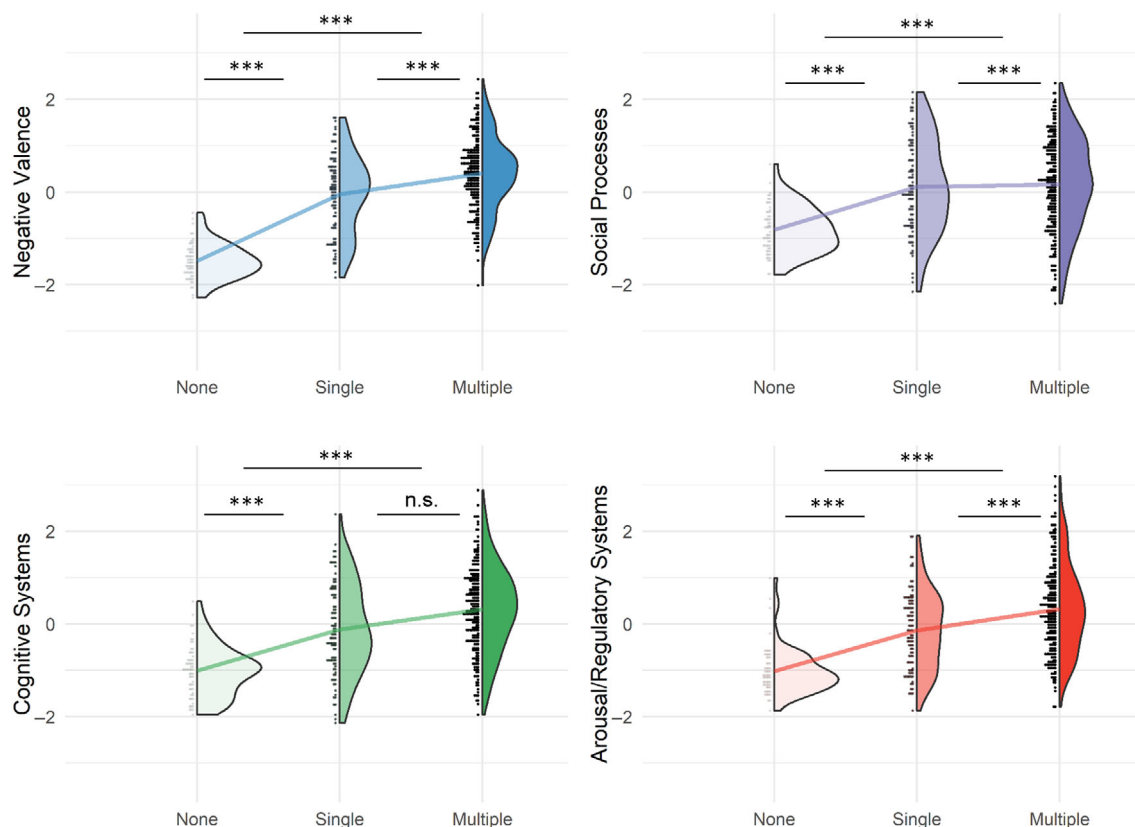 ***
*** ***
2
0
−2
Negative Valence
None Single Multiple
***
*** ***
2
0
−2
Social Processes
None Single Multiple
***
*** n.s.
2
0
−2
Cognitive Systems
None Single Multiple
***
*** ***
2
0
−2
Arousal/Regulatory Systems
None Single Multiple